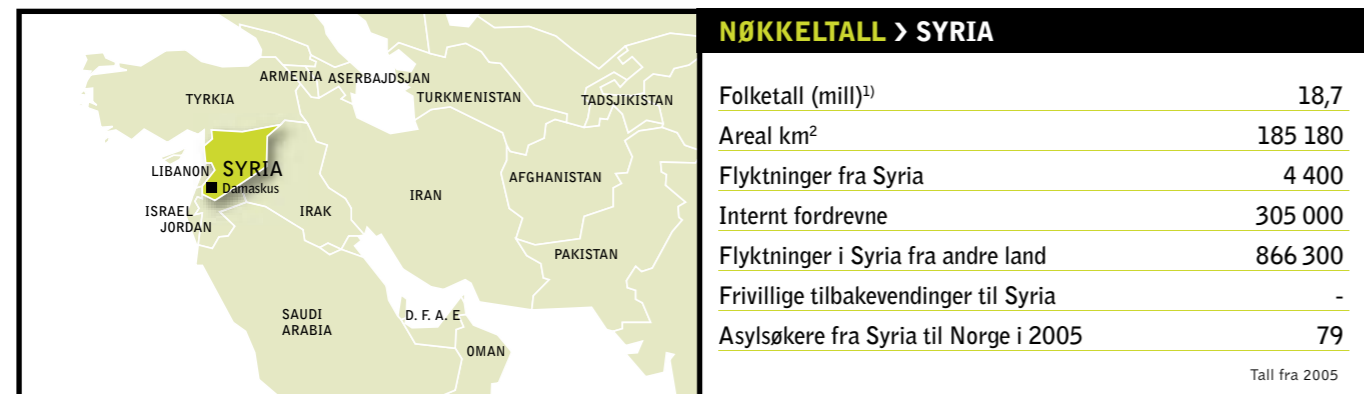 ARMENIA ASERBAJDSJAN
TYRKIA
TURKMENISTAN
TADSJIKISTAN
LIBANON
SYRIA
Damaskus
AFGHANISTAN
IRAN
ISRAEL
IRAK
JORDAN
PAKISTAN
SAUDI
ARABIA
D. F. A. E
OMAN
NØKKELTALL > SYRIA
Folketall (mill)¹⁾ 18,7
Areal km² 185 180
Flyktninger fra Syria 4 400
Internt fordrevne 305 000
Flyktninger i Syria fra andre land 866 300
Frivillige tilbakevendinger til Syria -
Asylsøkere fra Syria til Norge i 2005 79
Tall fra 2005